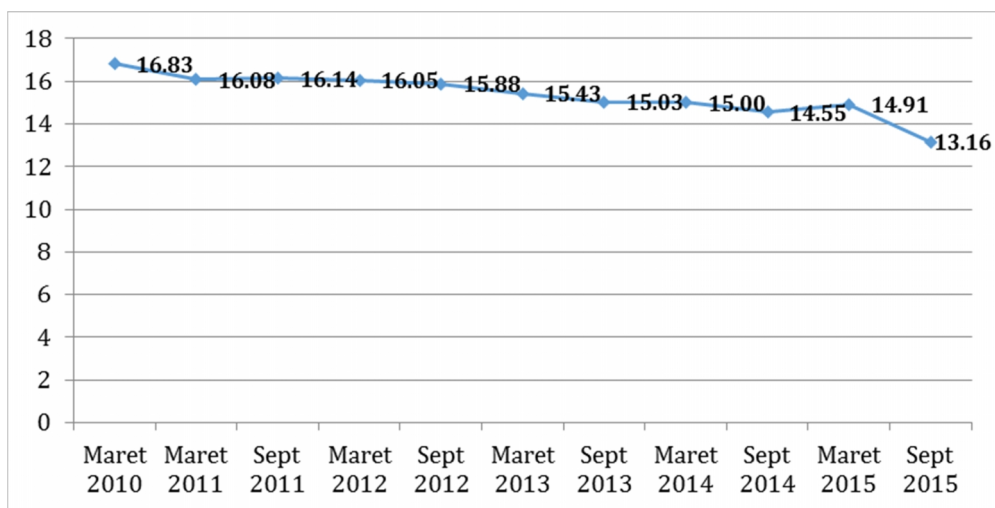 18
16
14
12
10
8
6
4
2
0
16.83
16.08
16.14
16.05
15.88
15.43
15.03
15.00
14.55
14.91
13.16
Maret 2010
Maret 2011
Sept 2011
Maret 2012
Sept 2012
Maret 2013
Sept 2013
Maret 2014
Sept 2014
Maret 2015
Sept 2015